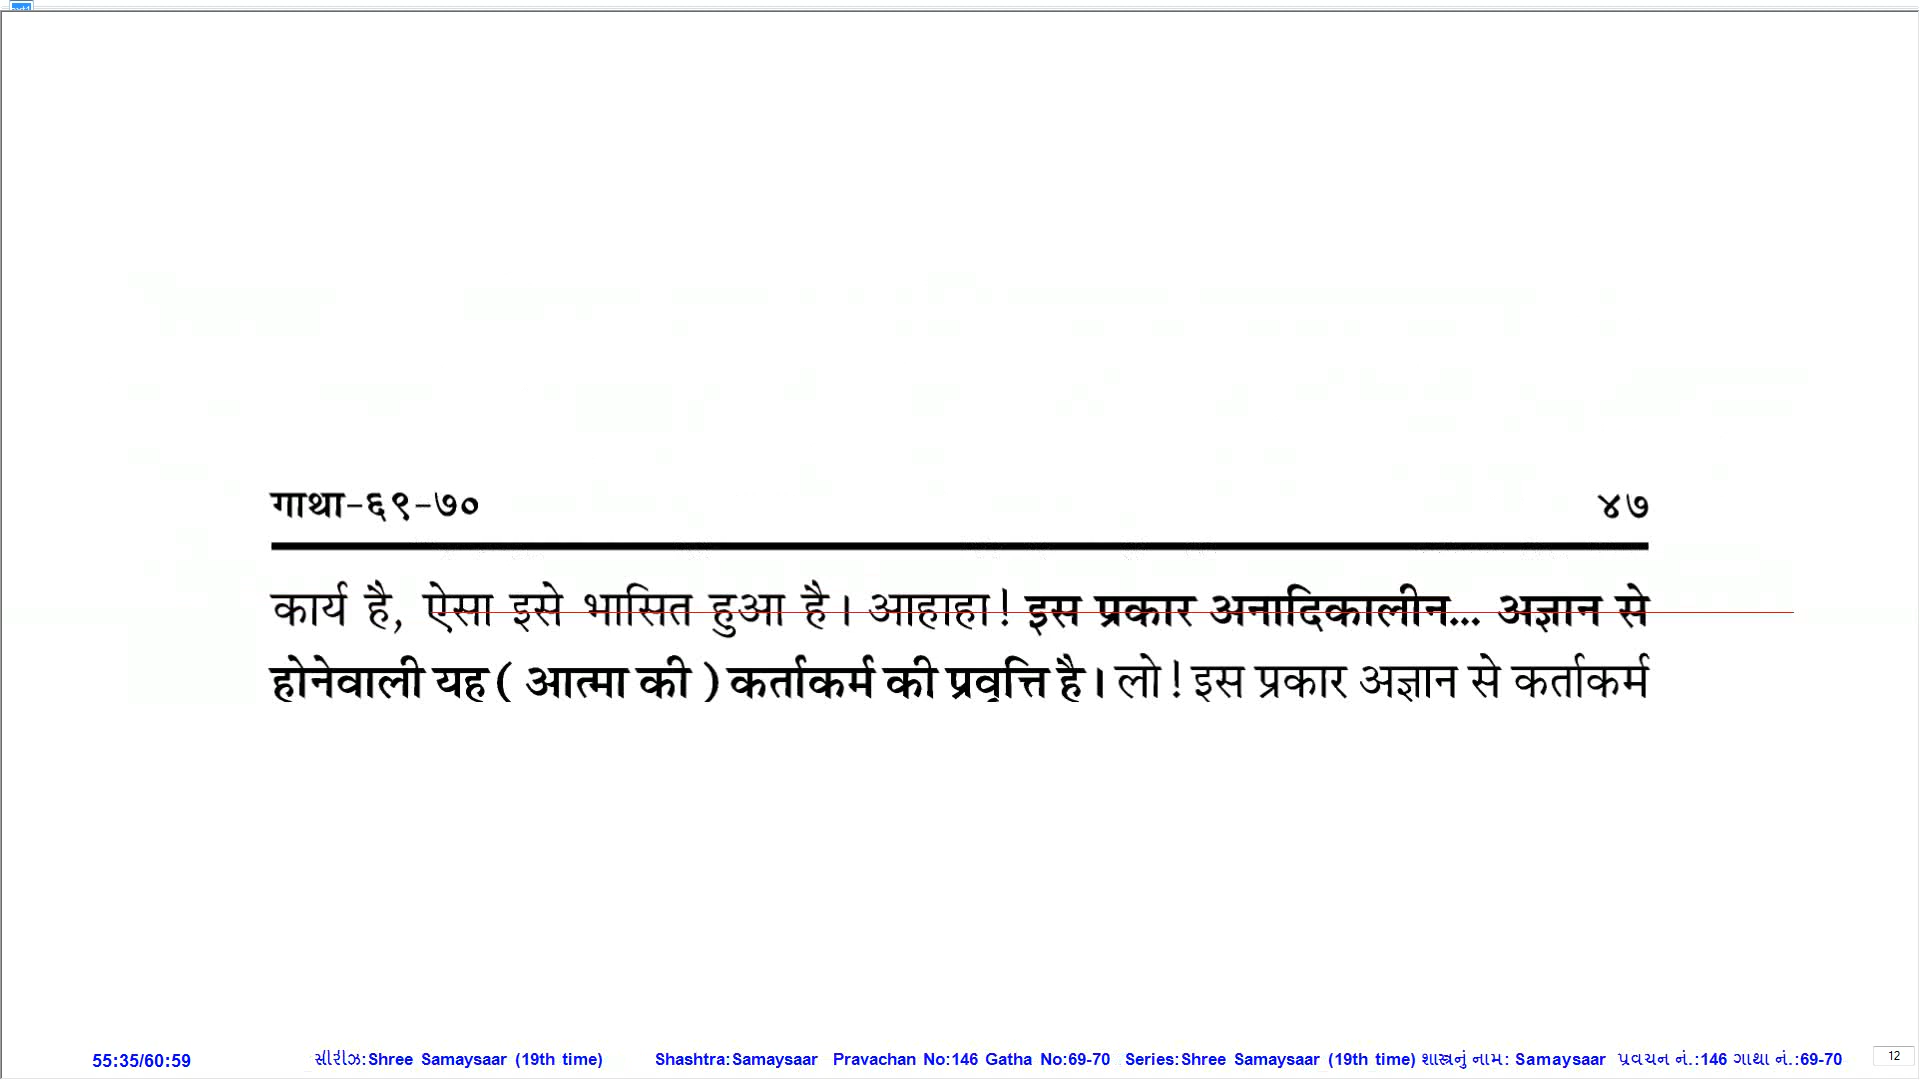 गाथा-६९-७० ४७
कार्य है, ऐसा इसे भासित हुआ है। आहाहा! इस प्रकार अनादिकालीन... अज्ञान से
होनेवाली यह ( आत्मा की ) कर्ताकर्म की प्रवृत्ति है। लो! इस प्रकार अज्ञान से कर्ताकर्म
55:35/60:59 સીરીઝ:Shree Samaysaar (19th time) Shashtra:Samaysaar Pravachan No:146 Gatha No:69-70 Series:Shree Samaysaar (19th time) શાસ્ત્રનું નામ: Samaysaar પ્રવચન નં.:146 ગાથા નં.:69-70 12